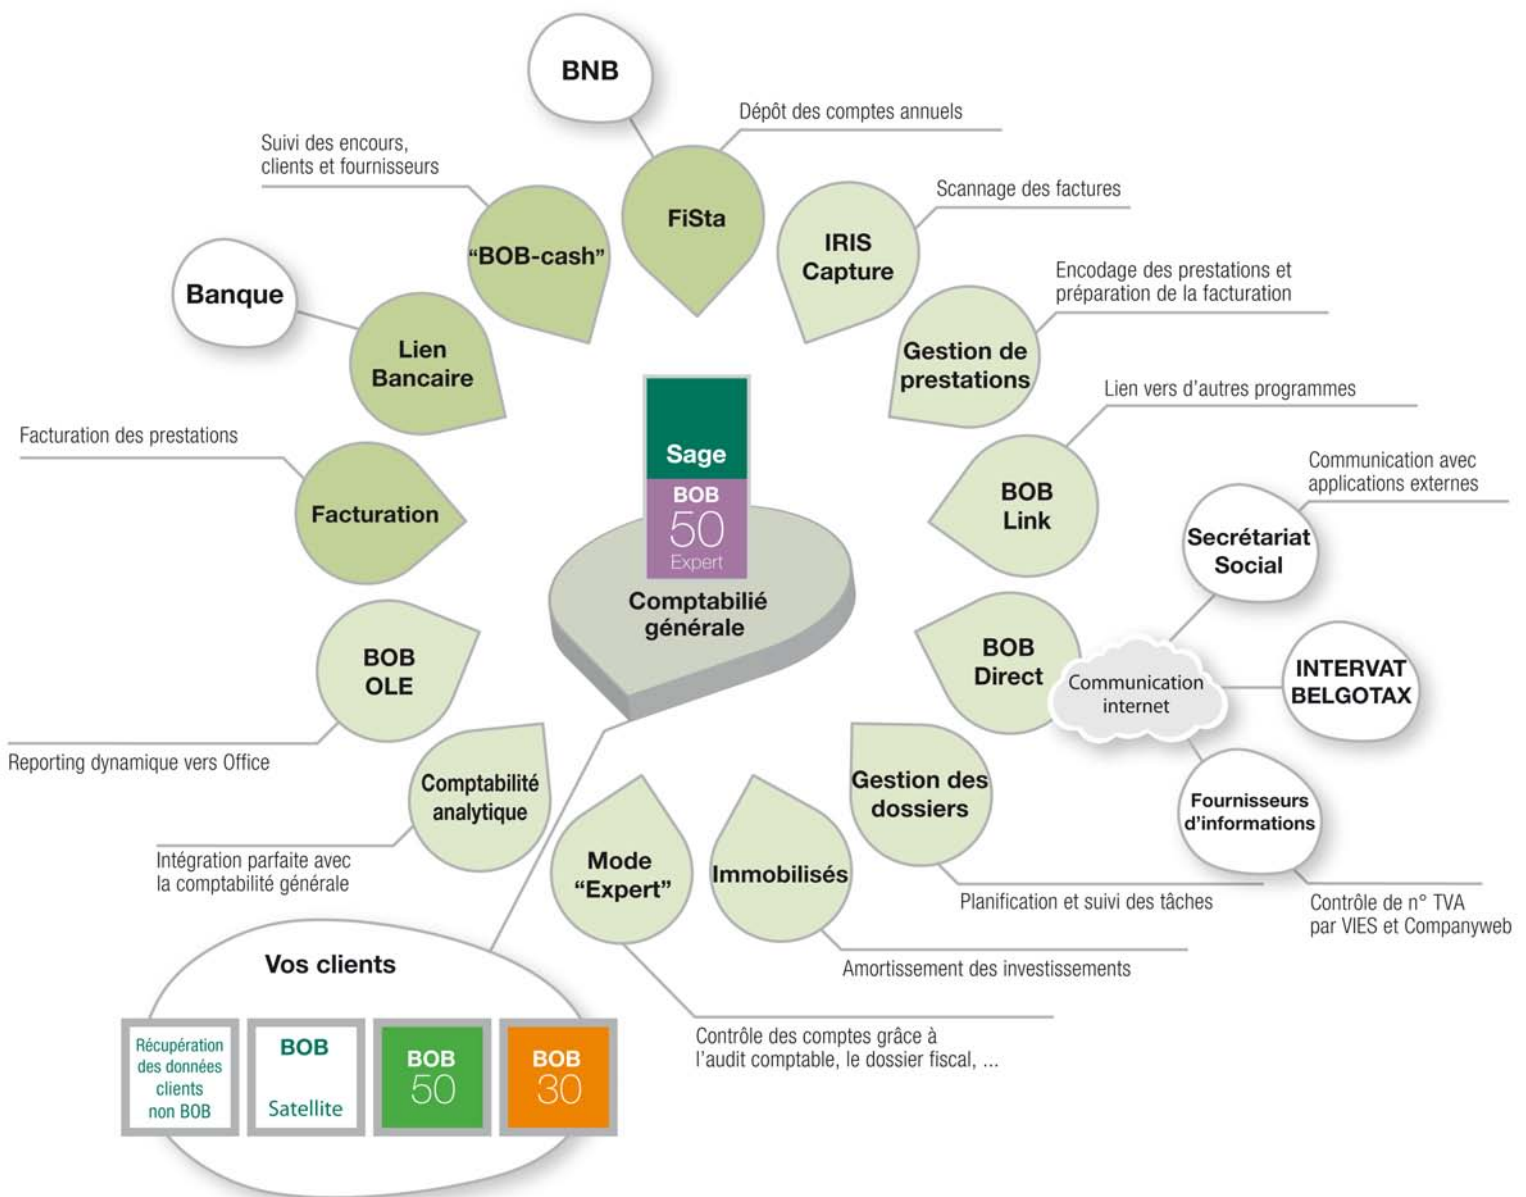 BNB
Dépôt des comptes annuels
Suivi des encours,
clients et fournisseurs
FiSta
Scannage des factures
"BOB-cash"
IRIS
Capture
Banque
Encodage des prestations et
préparation de la facturation
Lien
Bancaire
Gestion de
prestations
Lien vers d'autres programmes
Facturation des prestations
Sage
BOB
50
Expert
Facturation
BOB
Link
Communication avec
applications externes
Secrétariat
Social
Comptabilié
générale
BOB
OLE
BOB
Direct
Communication
internet
INTERVAT
BELGOTAX
Reporting dynamique vers Office
Comptabilité
analytique
Gestion des
dossiers
Fournisseurs
d'informations
Intégration parfaite avec
la comptabilité générale
Mode
"Expert"
Immobilisés
Planification et suivi des tâches
Contrôle de n° TVA
par VIES et Companyweb
Amortissement des investissements
Contrôle des comptes grâce à
l'audit comptable, le dossier fiscal, ...
Vos clients
Récupération
des données
clients
non BOB
BOB
Satellite
BOB
50
BOB
30